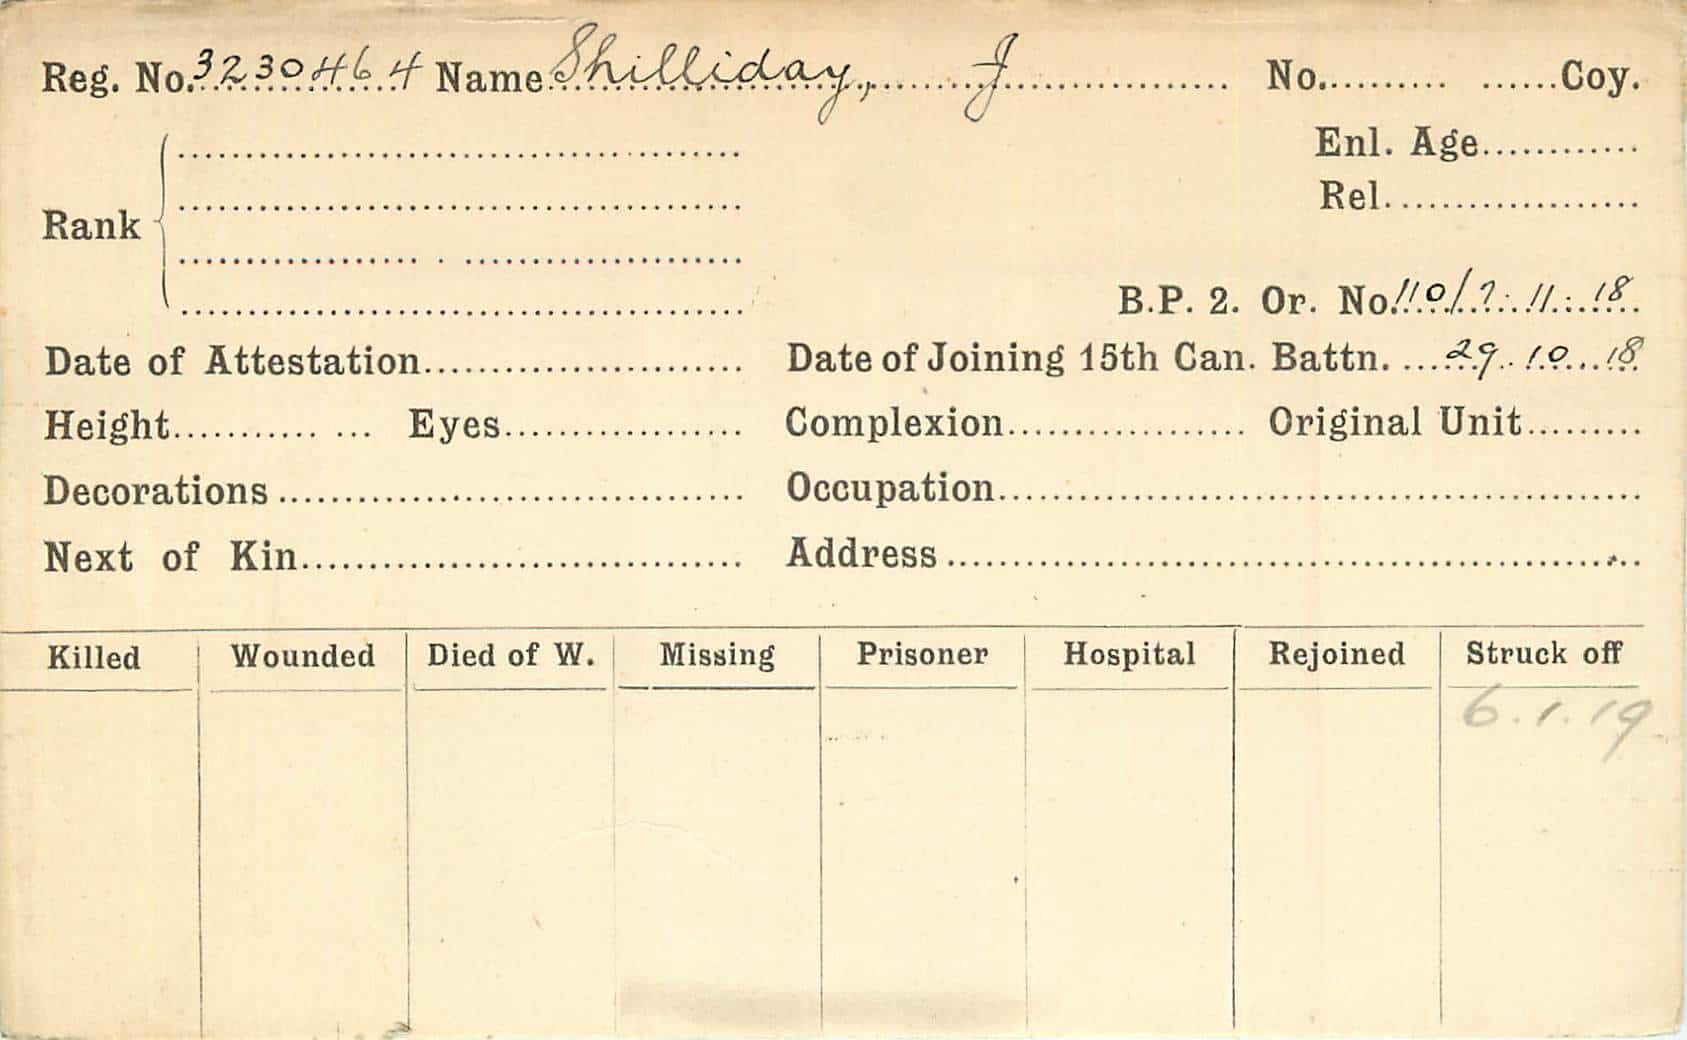 Reg. No. 3230464 Name Shilliday, J No. Coy.
Enl. Age
Rel.
Rank
B.P. 2. Or. No. 110/7.11.18
Date of Attestation Date of Joining 15th Can. Battn. 29.10.18
Height Eyes Complexion Original Unit
Decorations Occupation
Next of Kin Address
Killed Wounded Died of W. Missing Prisoner Hospital Rejoined Struck off
6.1.19